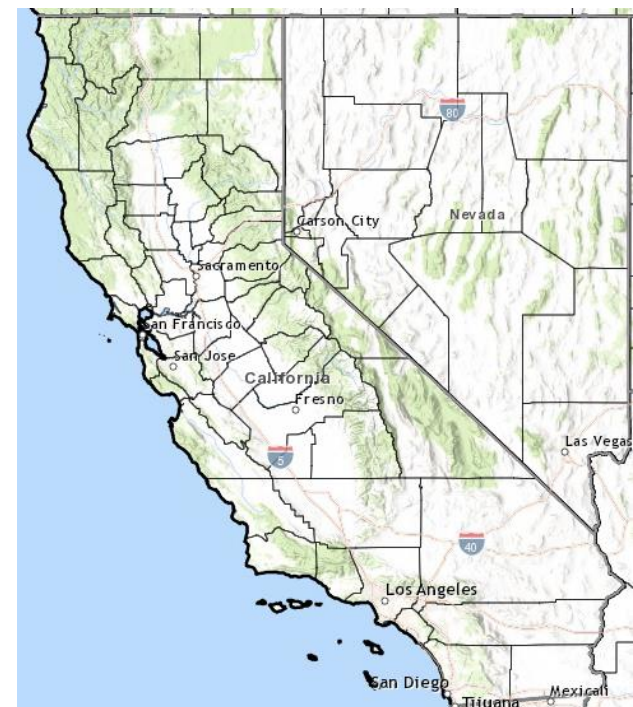 80
Nevada
Carson City
Sacramento
San Francisco
San Jose
California
Fresno
5
Las Vegas
40
Los Angeles
San Diego
Mexicali
Tijuana